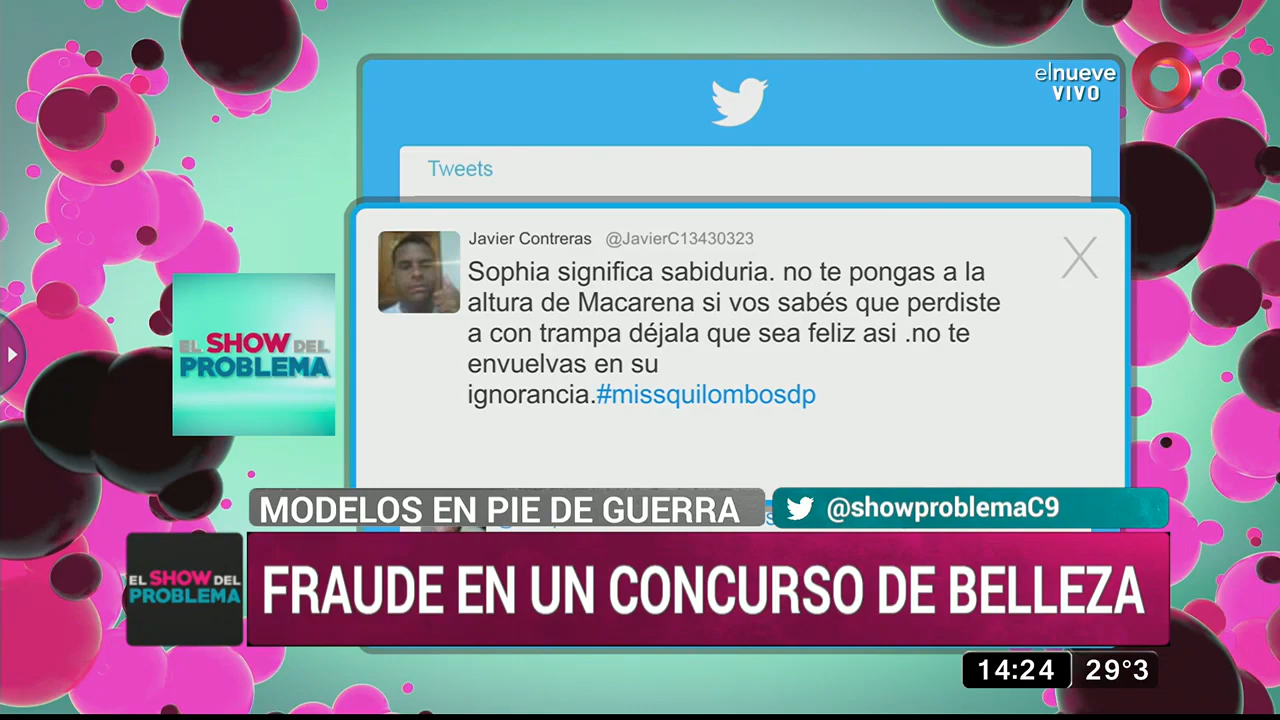 elnueve
VIVO
Tweets
Javier Contreras @JavierC13430323
Sophia significa sabiduria. no te pongas a la
altura de Macarena si vos sabés que perdiste
a con trampa déjala que sea feliz asi .no te
envuelvas en su
ignorancia.#missquilombosdp
EL SHOW DEL
PROBLEMA
MODELOS EN PIE DE GUERRA
@showproblemaC9
EL SHOW DEL
PROBLEMA
FRAUDE EN UN CONCURSO DE BELLEZA
14:24 29°3